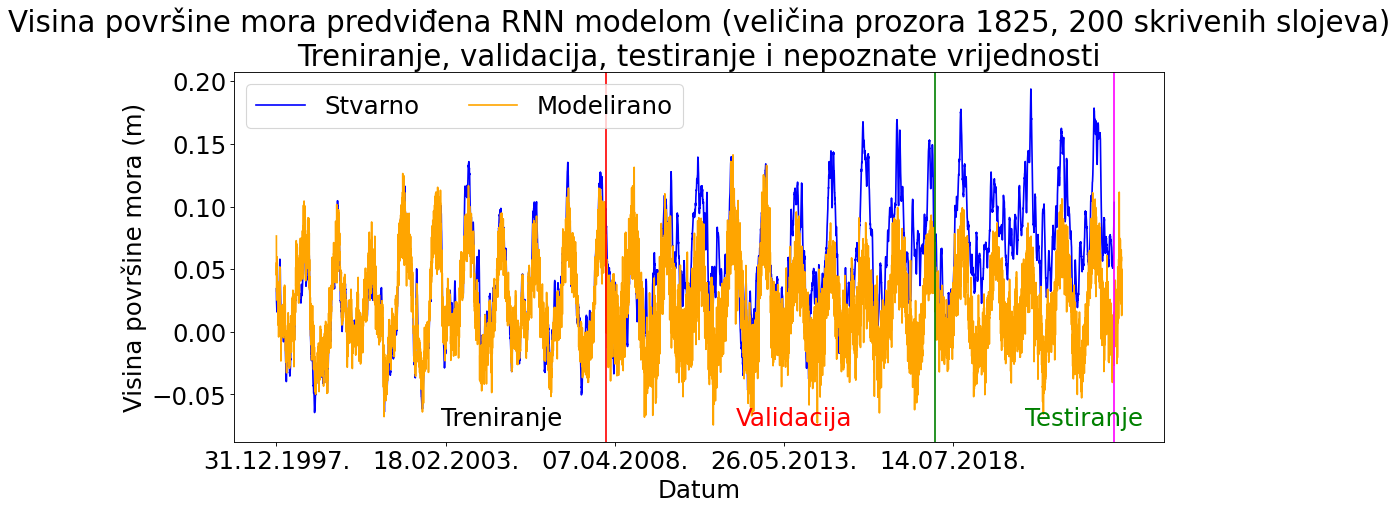 Visina površine mora predviđena RNN modelom (veličina prozora 1825, 200 skrivenih slojeva)
Treniranje, validacija, testiranje i nepoznate vrijednosti
Stvarno
Modelirano
Visina površine mora (m)
0.20
0.15
0.10
0.05
0.00
−0.05
Treniranje
Validacija
Testiranje
31.12.1997.
18.02.2003.
07.04.2008.
26.05.2013.
14.07.2018.
Datum